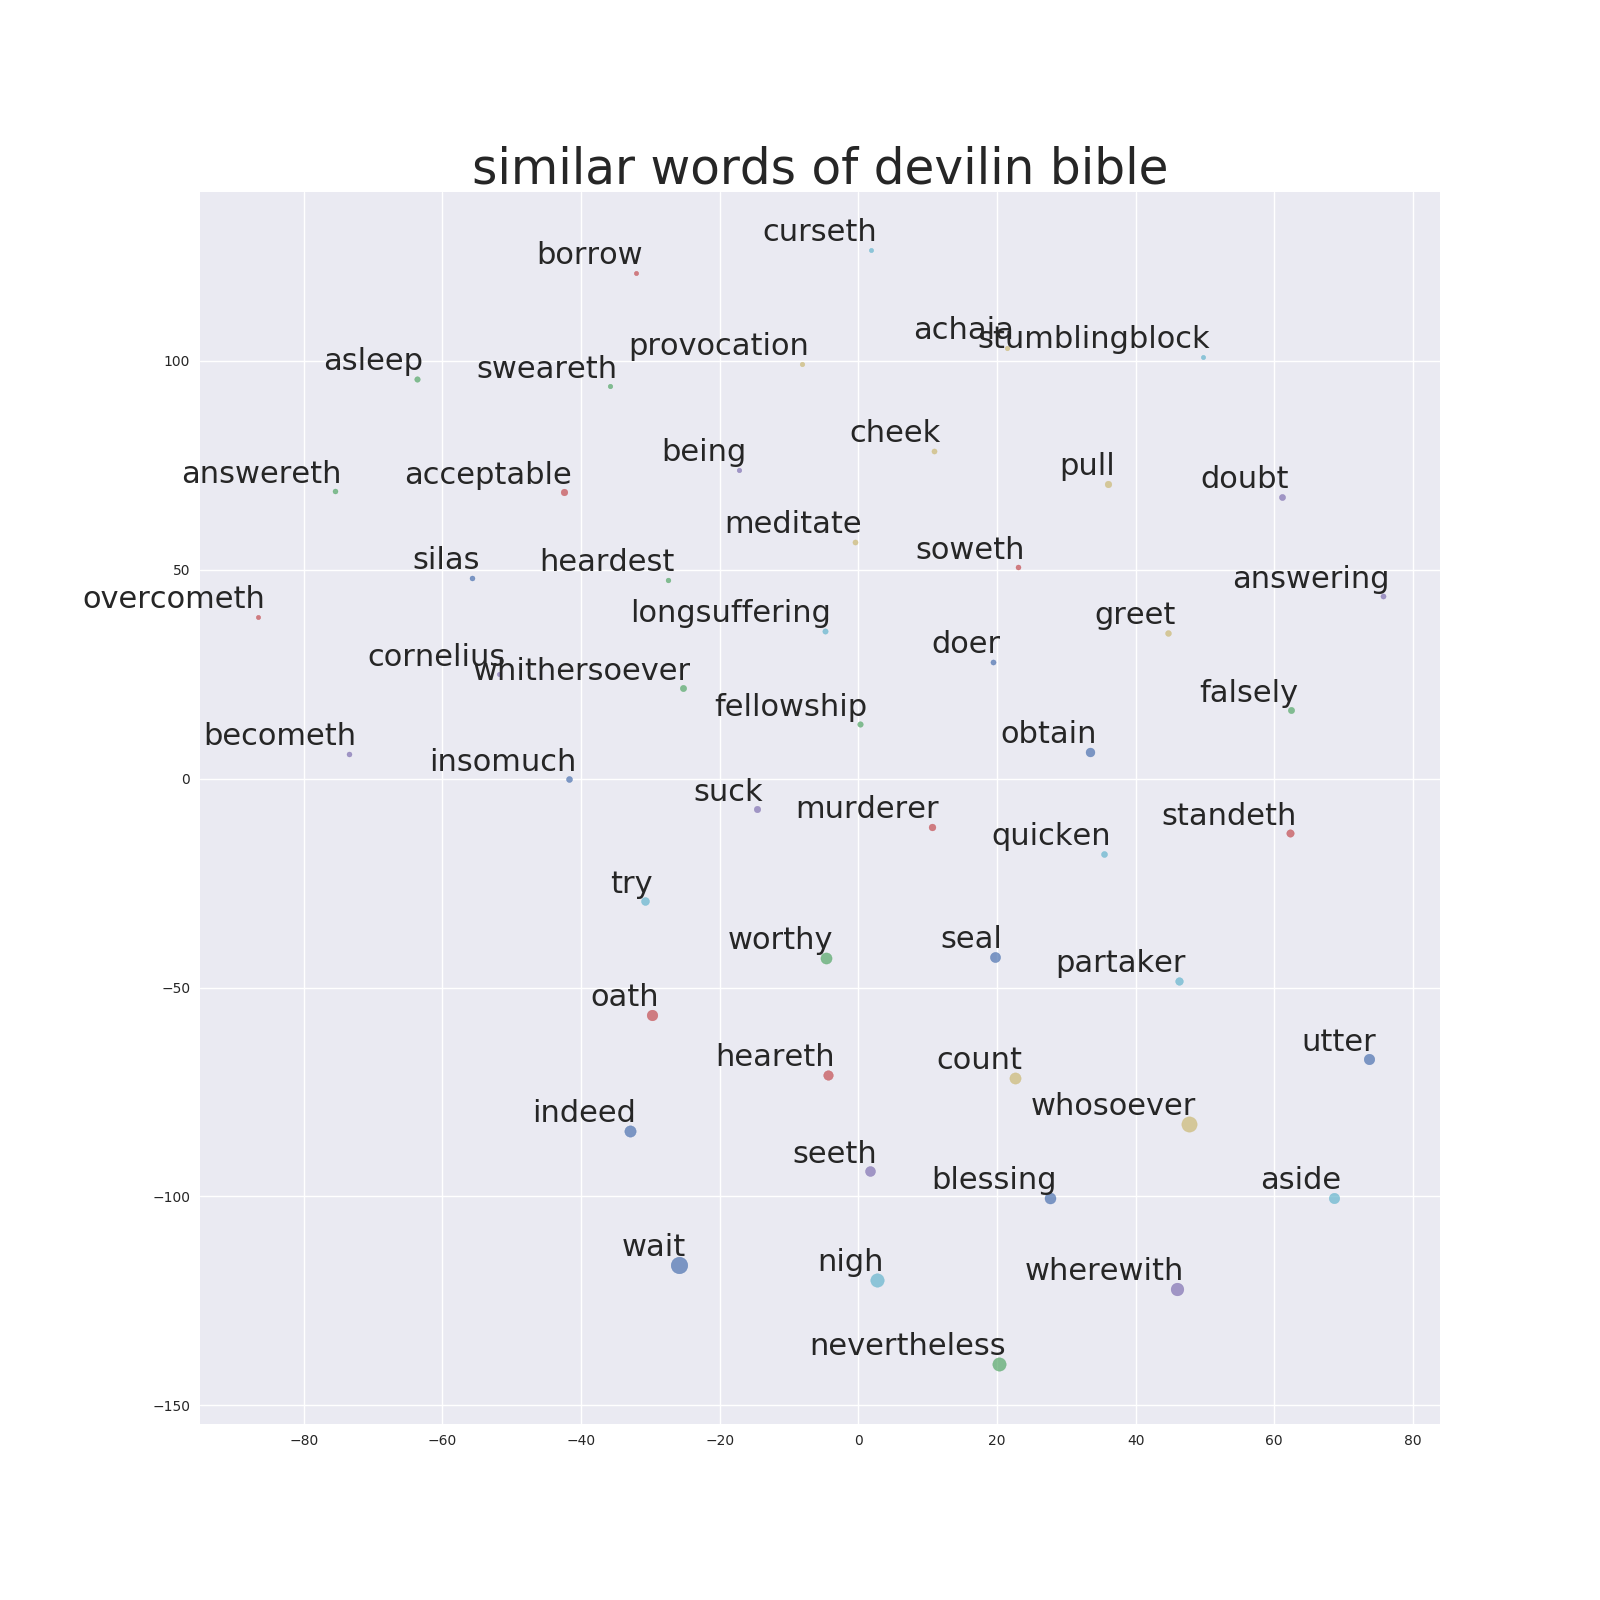 similar words of devilin bible
curseth
borrow
achaia
stumblingblock
provocation
100
asleep
sweareth
cheek
being
pull
answereth
acceptable
doubt
meditate
soweth
silas
heardest
50
answering
overcometh
longsuffering
greet
doer
cornelius
whithersoever
falsely
fellowship
becometh
obtain
insomuch
0
suck
murderer
standeth
quicken
try
worthy
seal
partaker
−50
oath
utter
heareth
count
whosoever
indeed
seeth
blessing
aside
−100
wait
nigh
wherewith
nevertheless
−150
−80 −60 −40 −20 0 20 40 60 80